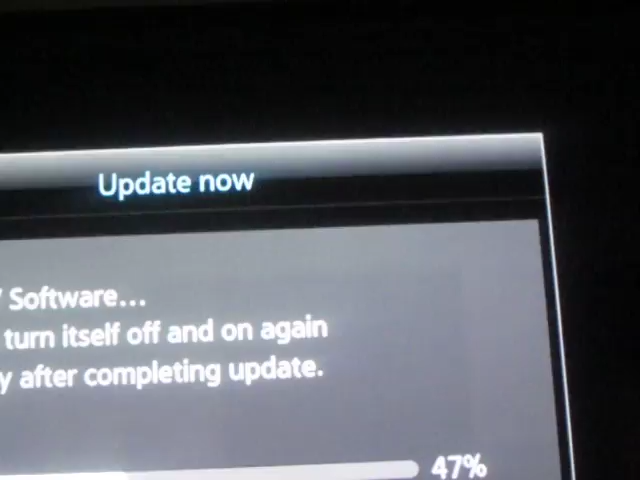 Update now
Software...
turn itself off and on again
y after completing update.
47%